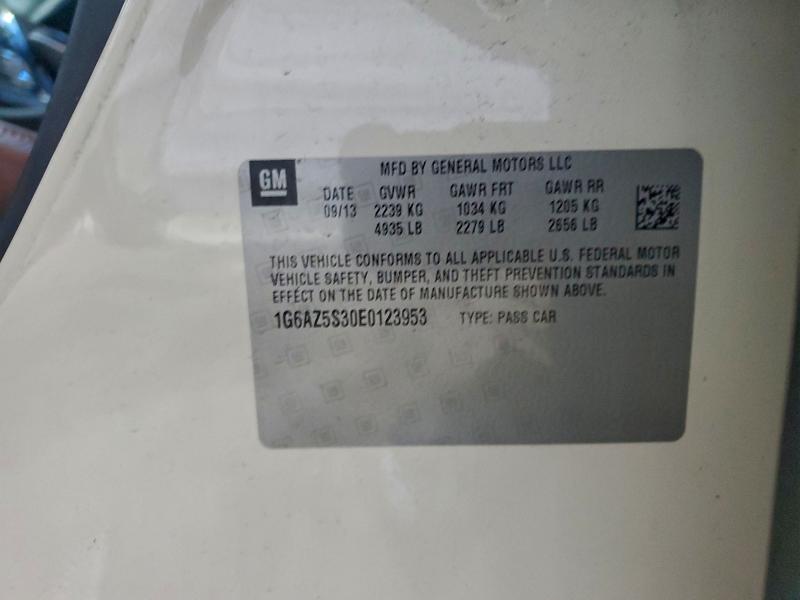 GM
MFD BY GENERAL MOTORS LLC
DATE GVWR GAWR FRT GAWR RR
09/13 2239 KG 1034 KG 1205 KG
4935 LB 2279 LB 2656 LB
THIS VEHICLE CONFORMS TO ALL APPLICABLE U.S. FEDERAL MOTOR
VEHICLE SAFETY, BUMPER, AND THEFT PREVENTION STANDARDS IN
EFFECT ON THE DATE OF MANUFACTURE SHOWN ABOVE.
1G6AZ5S30E0123953 TYPE: PASS CAR